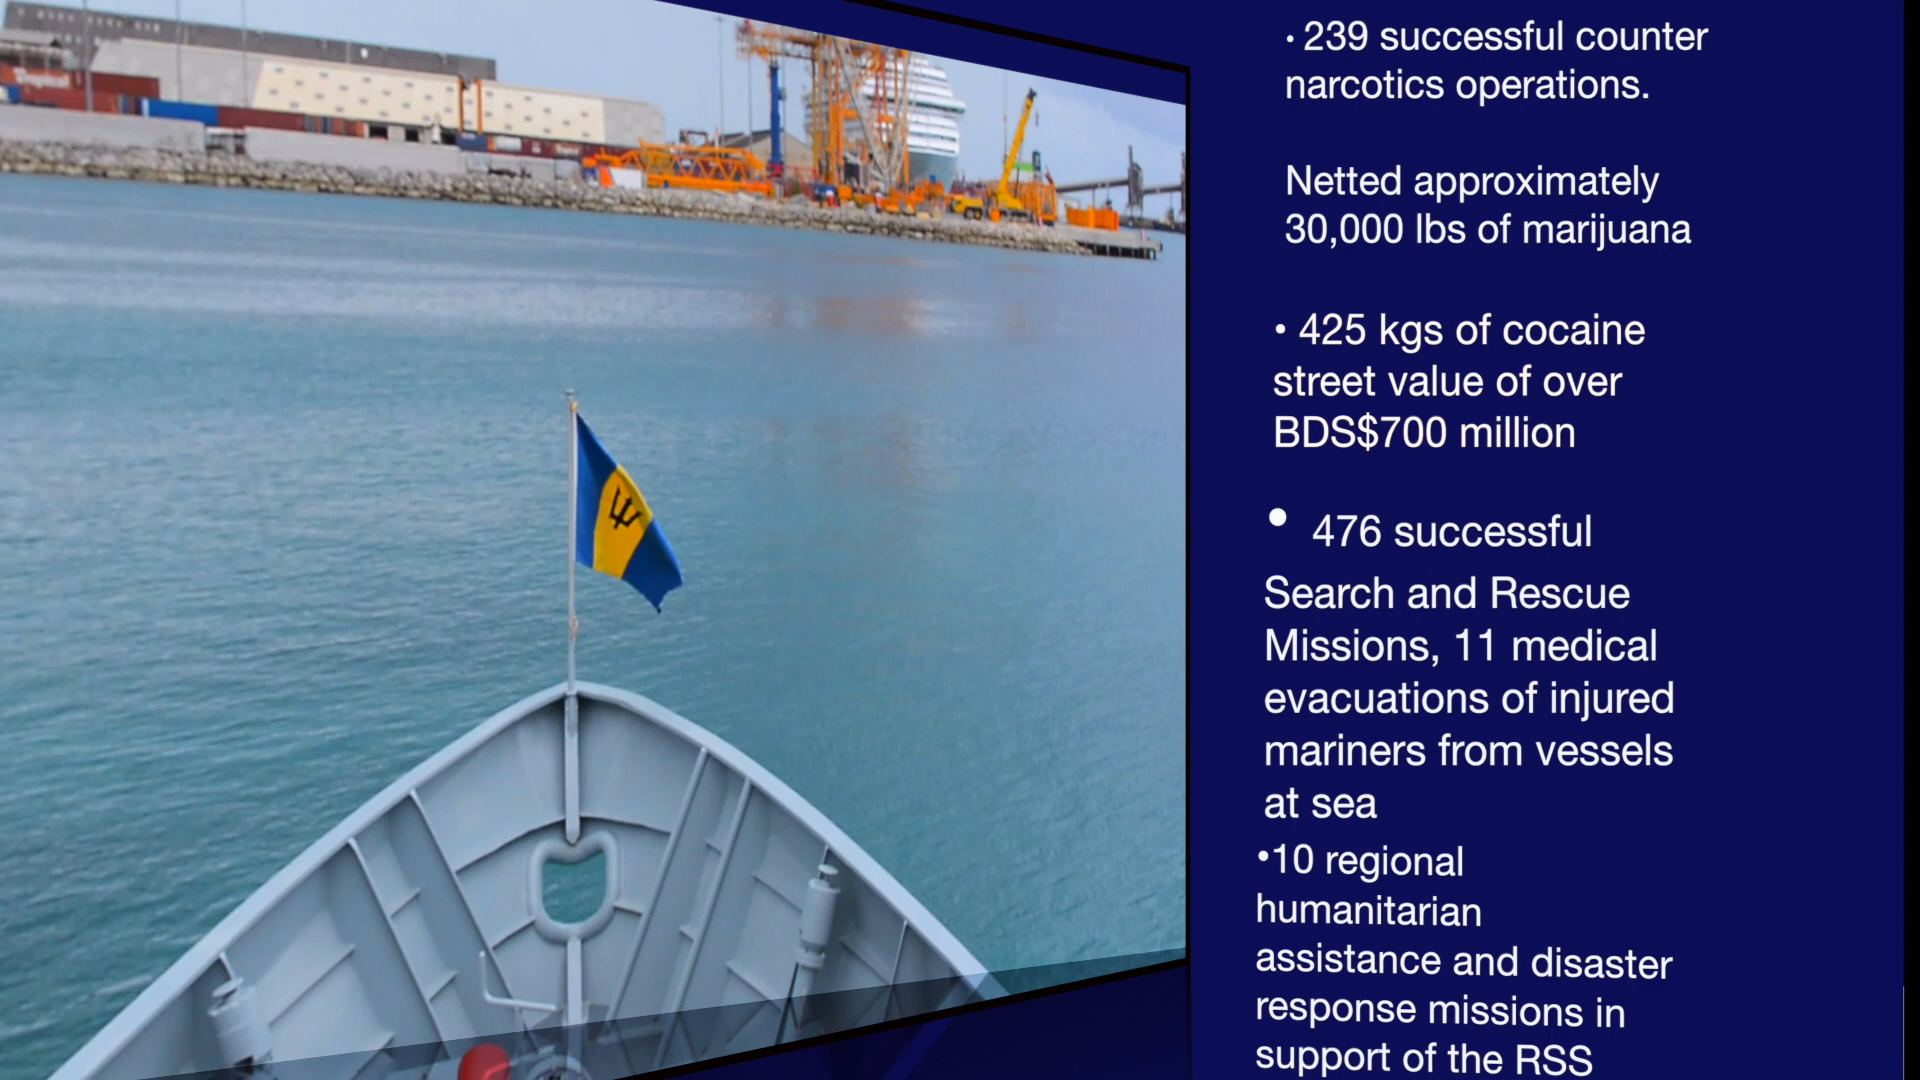 • 239 successful counter
narcotics operations.
Netted approximately
30,000 lbs of marijuana
• 425 kgs of cocaine
street value of over
BDS$700 million
• 476 successful
Search and Rescue
Missions, 11 medical
evacuations of injured
mariners from vessels
at sea
•10 regional
humanitarian
assistance and disaster
response missions in
support of the RSS